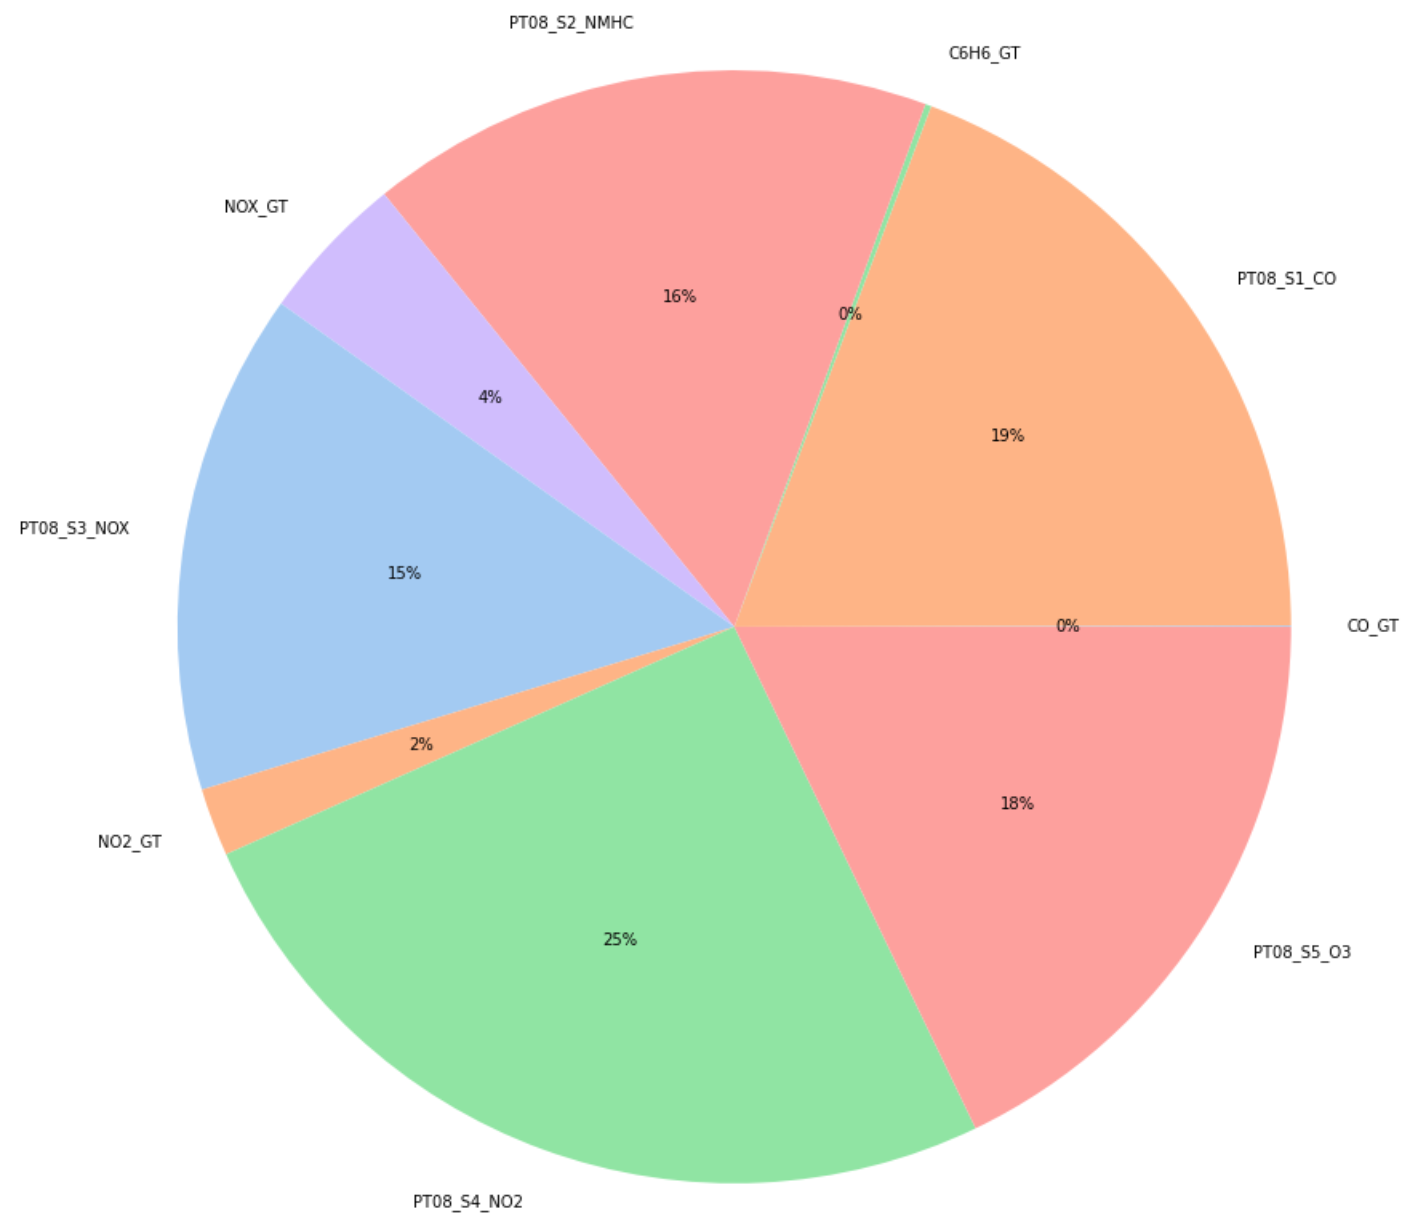 PT08_S2_NMHC
C6H6_GT
NOX_GT
PT08_S1_CO
16%
0%
4%
19%
PT08_S3_NOX
15%
0%
CO_GT
2%
18%
NO2_GT
25%
PT08_S5_O3
PT08_S4_NO2